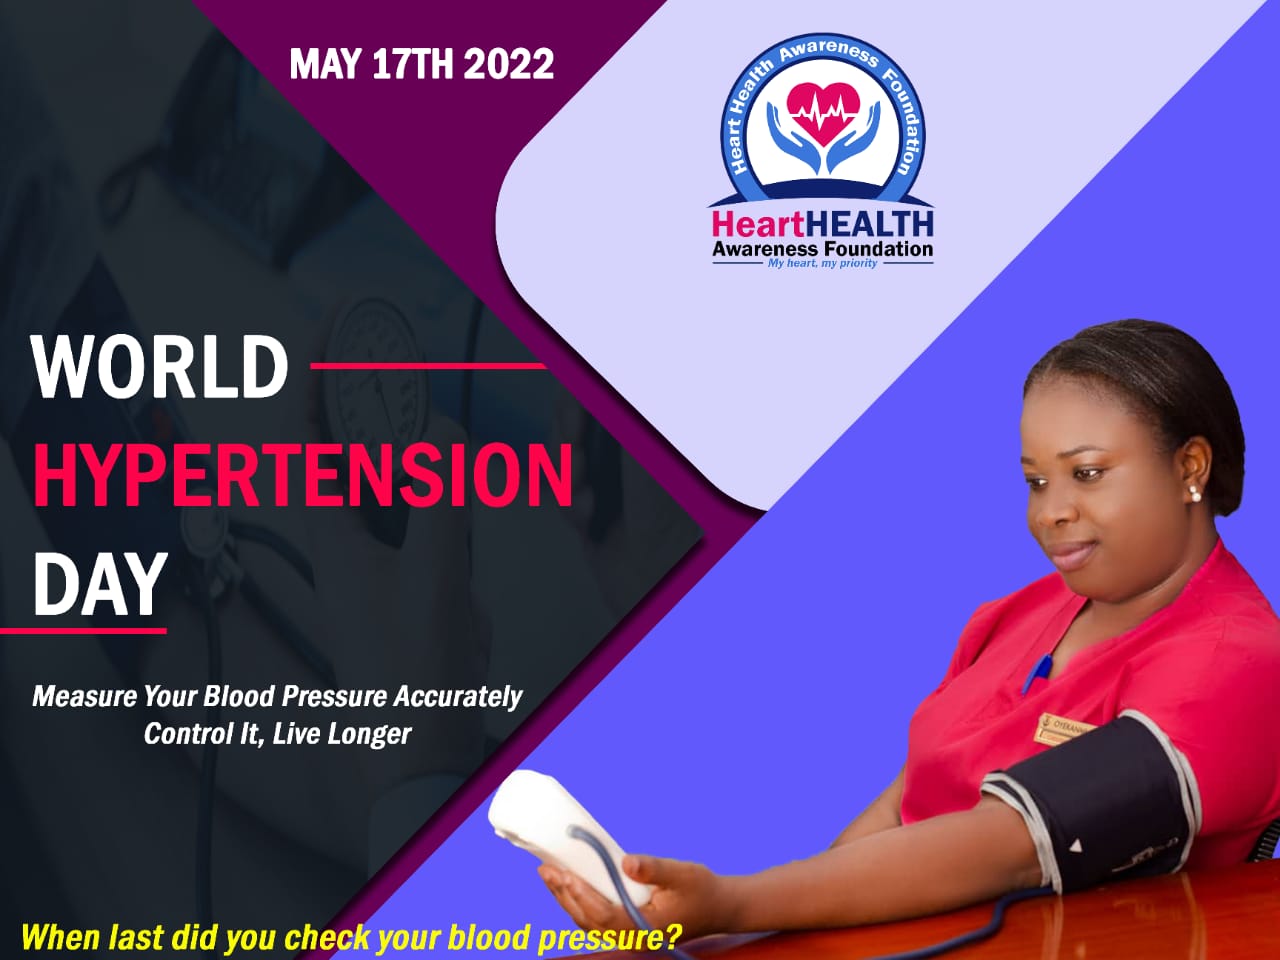 MAY 17TH 2022
Heart Health Awareness Foundation
HeartHEALTH
Awareness Foundation
My heart, my priority
WORLD
HYPERTENSION
DAY
Measure Your Blood Pressure Accurately
Control It, Live Longer
When last did you check your blood pressure?